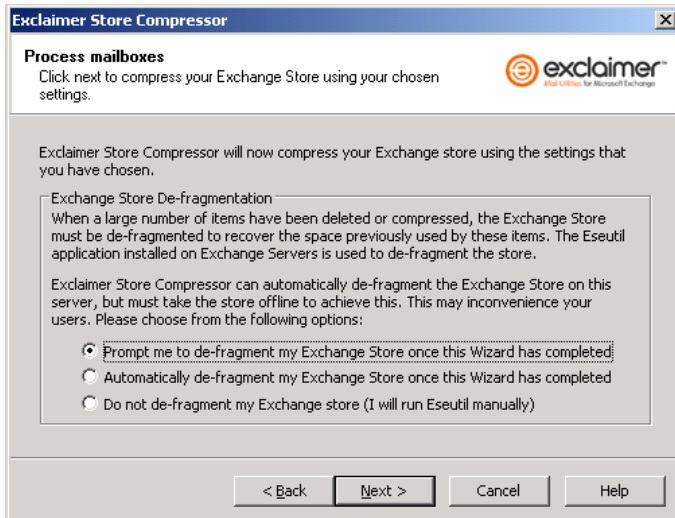 Exclaimer Store Compressor
Process mailboxes
Click next to compress your Exchange Store using your chosen
settings.
exclaimer™
Mail Utilities for Microsoft Exchange
Exclaimer Store Compressor will now compress your Exchange store using the settings that
you have chosen.
Exchange Store De-fragmentation
When a large number of items have been deleted or compressed, the Exchange Store
must be de-fragmented to recover the space previously used by these items. The Eseutil
application installed on Exchange Servers is used to de-fragment the store.
Exclaimer Store Compressor can automatically de-fragment the Exchange Store on this
server, but must take the store offline to achieve this. This may inconvenience your
users. Please choose from the following options:
Prompt me to de-fragment my Exchange Store once this Wizard has completed
Automatically de-fragment my Exchange Store once this Wizard has completed
Do not de-fragment my Exchange store (I will run Eseutil manually)
< Back Next > Cancel Help